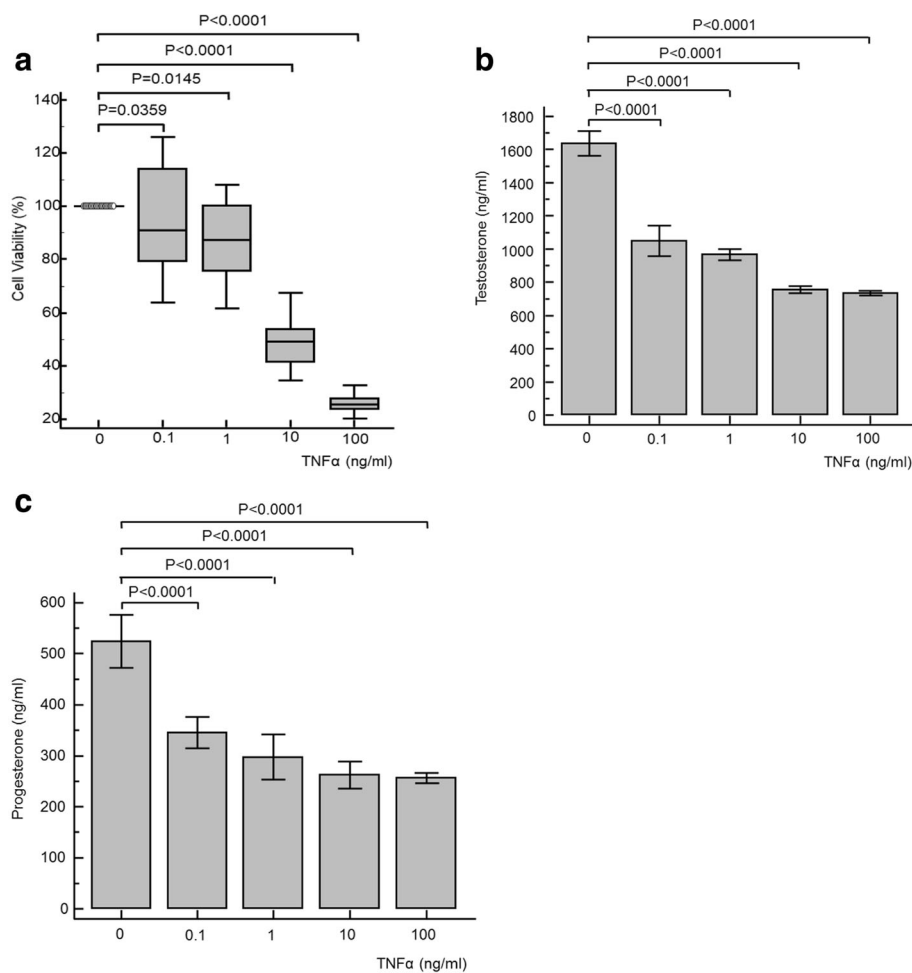 a
P<0.0001
P<0.0001
P=0.0145
P=0.0359
Cell Viability (%)
140
120
100
80
60
40
20
0 0.1 1 10 100
TNFα (ng/ml)
b
P<0.0001
P<0.0001
P<0.0001
P<0.0001
Testosterone (ng/ml)
1800
1600
1400
1200
1000
800
600
400
200
0
0 0.1 1 10 100
TNFα (ng/ml)
c
P<0.0001
P<0.0001
P<0.0001
P<0.0001
Progesterone (ng/ml)
600
500
400
300
200
100
0
0 0.1 1 10 100
TNFα (ng/ml)